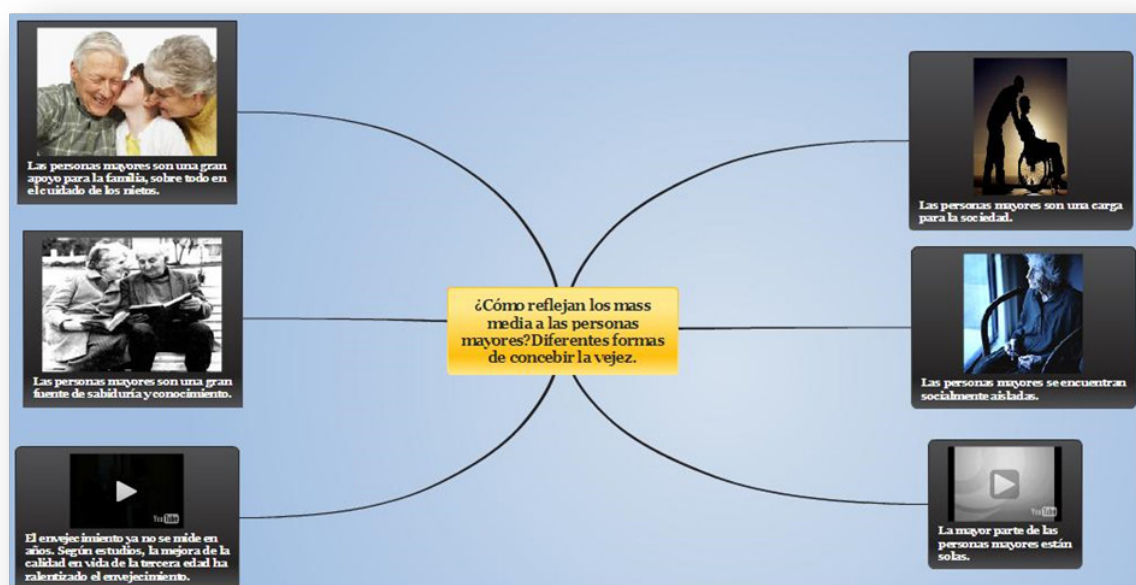 Las personas mayores son una gran
apoyo para la familia, sobre todo en
el cuidado de los nietos.
Las personas mayores son una gran
fuente de sabiduría y conocimiento.
YouTube
El envejecimiento ya no se mide en
años. Según estudios, la mejora de la
calidad en vida de la tercera edad ha
ralentizado el envejecimiento.
¿Cómo reflejan los mass
media a las personas
mayores?Diferentes formas
de concebir la vejez.
Las personas mayores son una carga
para la sociedad.
Las personas mayores se encuentran
socialmente aisladas.
YouTube
La mayor parte de las
personas mayores están
solas.